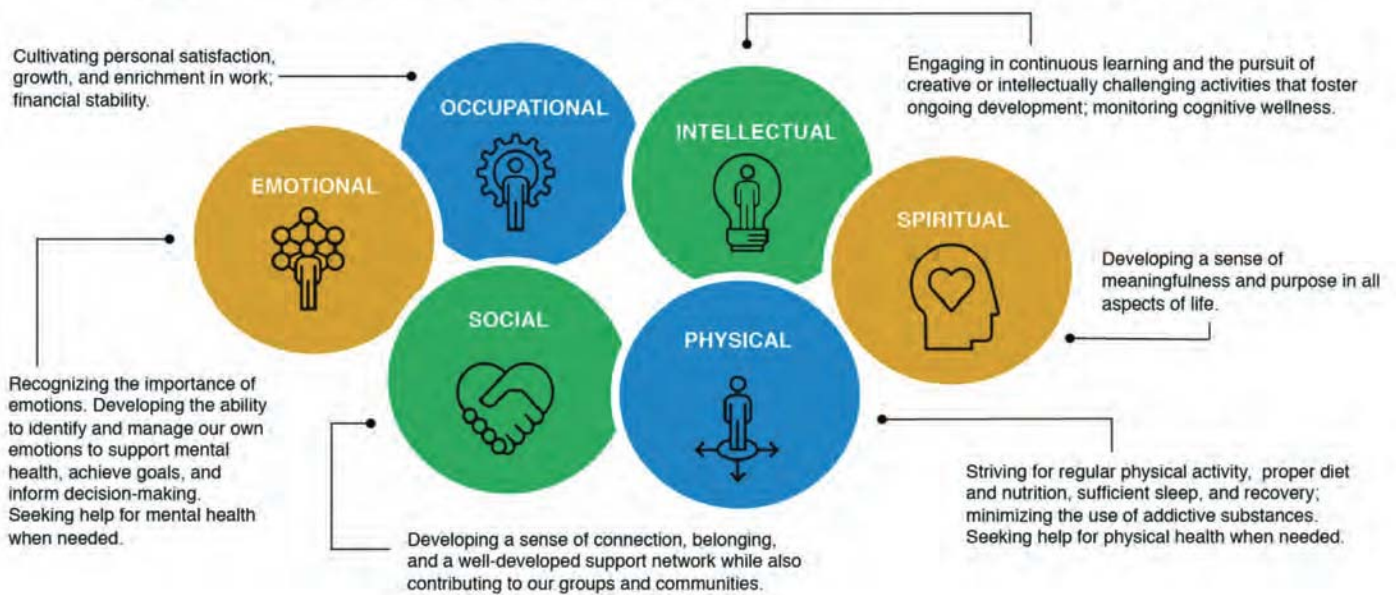 Cultivating personal satisfaction,
growth, and enrichment in work;
financial stability.
OCCUPATIONAL
Engaging in continuous learning and the pursuit of
creative or intellectually challenging activities that foster
ongoing development; monitoring cognitive wellness.
INTELLECTUAL
EMOTIONAL
SPIRITUAL
Developing a sense of
meaningfulness and purpose in all
aspects of life.
SOCIAL
PHYSICAL
Recognizing the importance of
emotions. Developing the ability
to identify and manage our own
emotions to support mental
health, achieve goals, and
inform decision-making.
Seeking help for mental health
when needed.
Developing a sense of connection, belonging,
and a well-developed support network while also
contributing to our groups and communities.
Striving for regular physical activity, proper diet
and nutrition, sufficient sleep, and recovery;
minimizing the use of addictive substances.
Seeking help for physical health when needed.